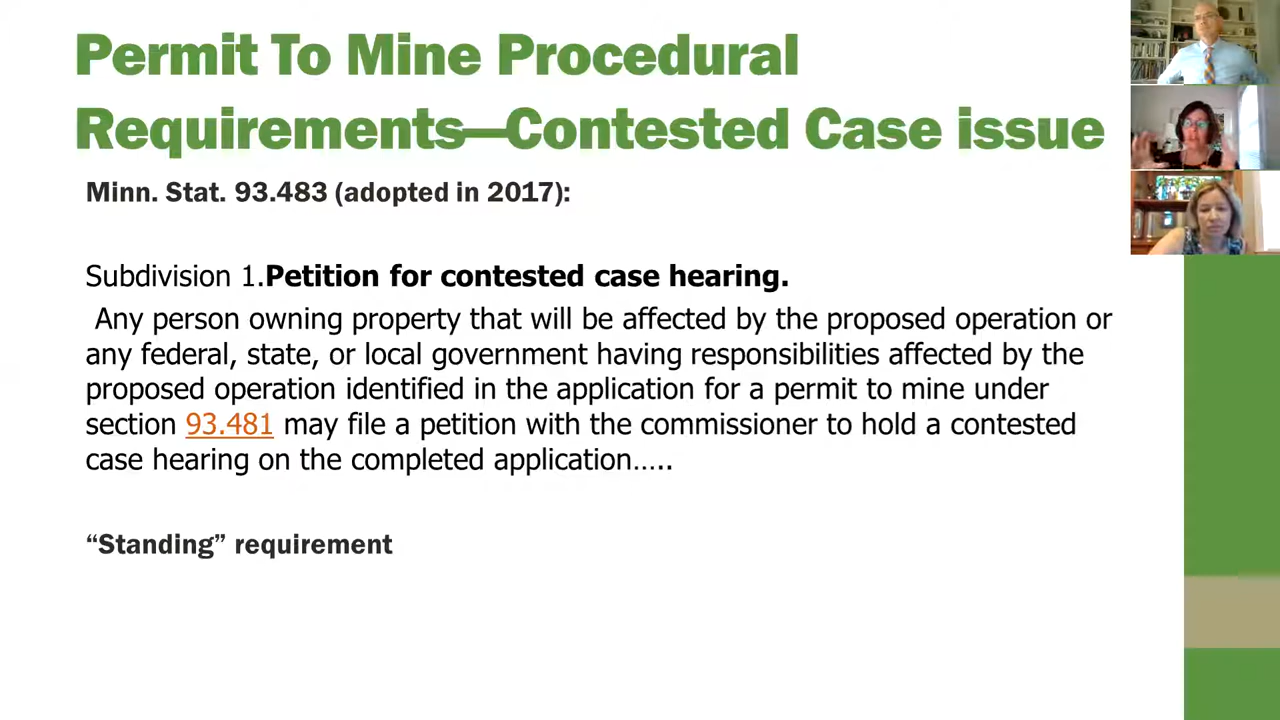 Permit To Mine Procedural
Requirements—Contested Case issue
Minn. Stat. 93.483 (adopted in 2017):
Subdivision 1.Petition for contested case hearing.
Any person owning property that will be affected by the proposed operation or
any federal, state, or local government having responsibilities affected by the
proposed operation identified in the application for a permit to mine under
section 93.481 may file a petition with the commissioner to hold a contested
case hearing on the completed application…..
“Standing” requirement